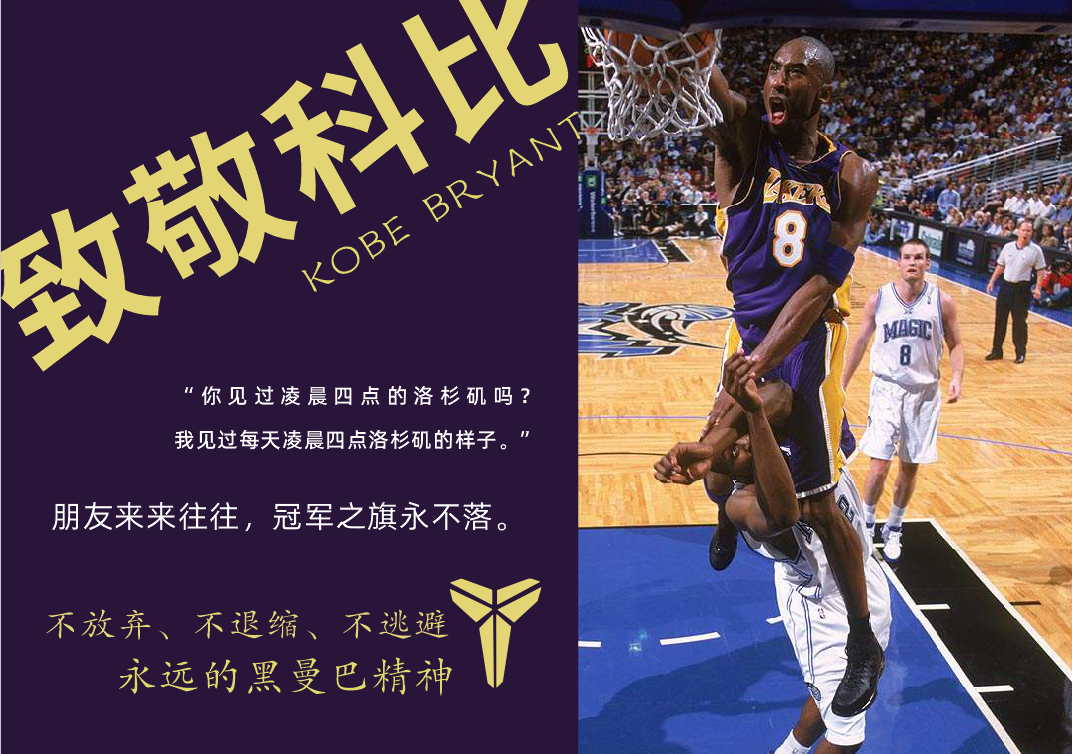 致敬科比
KOBE BRYANT
“你见过凌晨四点的洛杉矶吗？
我见过每天凌晨四点洛杉矶的样子。”
朋友来来往往，冠军之旗永不落。
不放弃、不退缩、不逃避
永远的黑曼巴精神
LAKERS
8
MAGIC
8